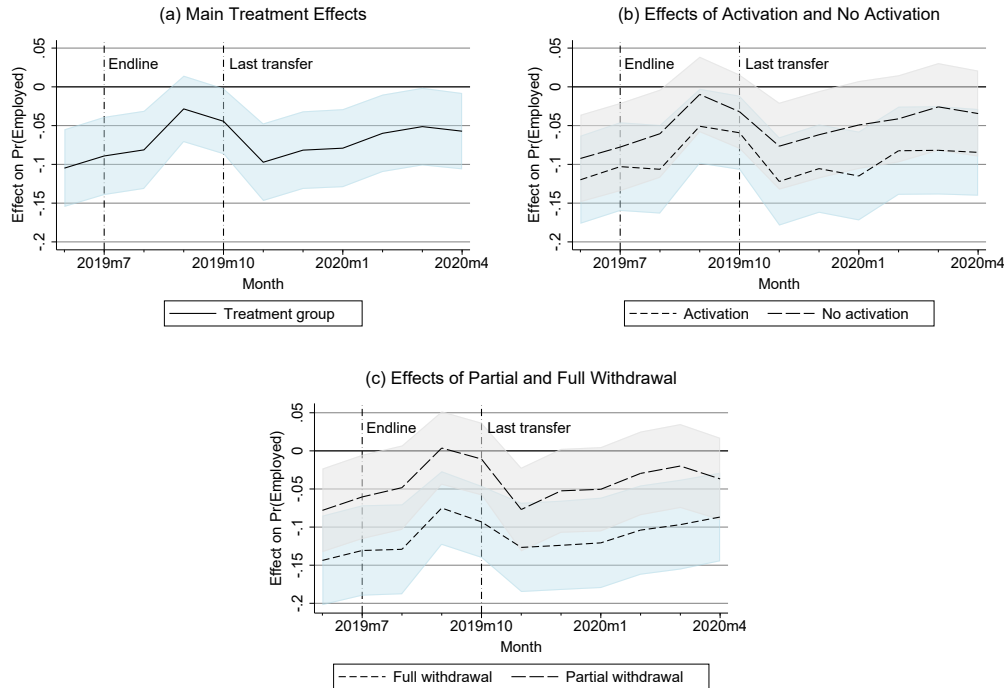 (a) Main Treatment Effects
Effect on Pr(Employed)
.05
0
-.05
-.1
-.15
-.2
Endline
Last transfer
2019m7
2019m10
2020m1
2020m4
Month
Treatment group
(b) Effects of Activation and No Activation
Effect on Pr(Employed)
.05
0
-.05
-.1
-.15
-.2
Endline
Last transfer
2019m7
2019m10
2020m1
2020m4
Month
Activation
No activation
(c) Effects of Partial and Full Withdrawal
Effect on Pr(Employed)
.05
0
-.05
-.1
-.15
-.2
Endline
Last transfer
2019m7
2019m10
2020m1
2020m4
Month
Full withdrawal
Partial withdrawal